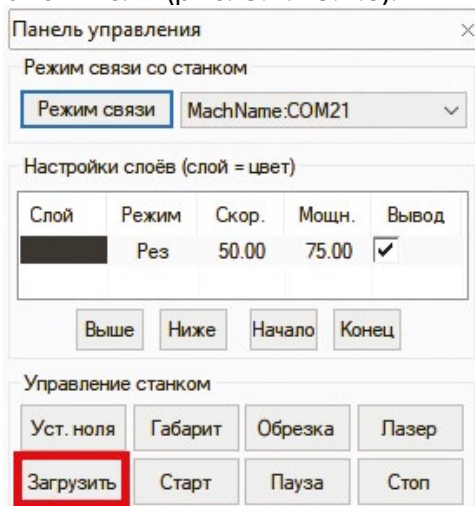 Панель управления
Режим связи со станком
Режим связи MachName:COM21
Настройки слоёв (слой = цвет)
Слой Режим Скор. Мощн. Вывод
Рез 50.00 75.00
Выше Ниже Начало Конец
Управление станком
Уст. ноля Габарит Обрезка Лазер
Загрузить Старт Пауза Стоп